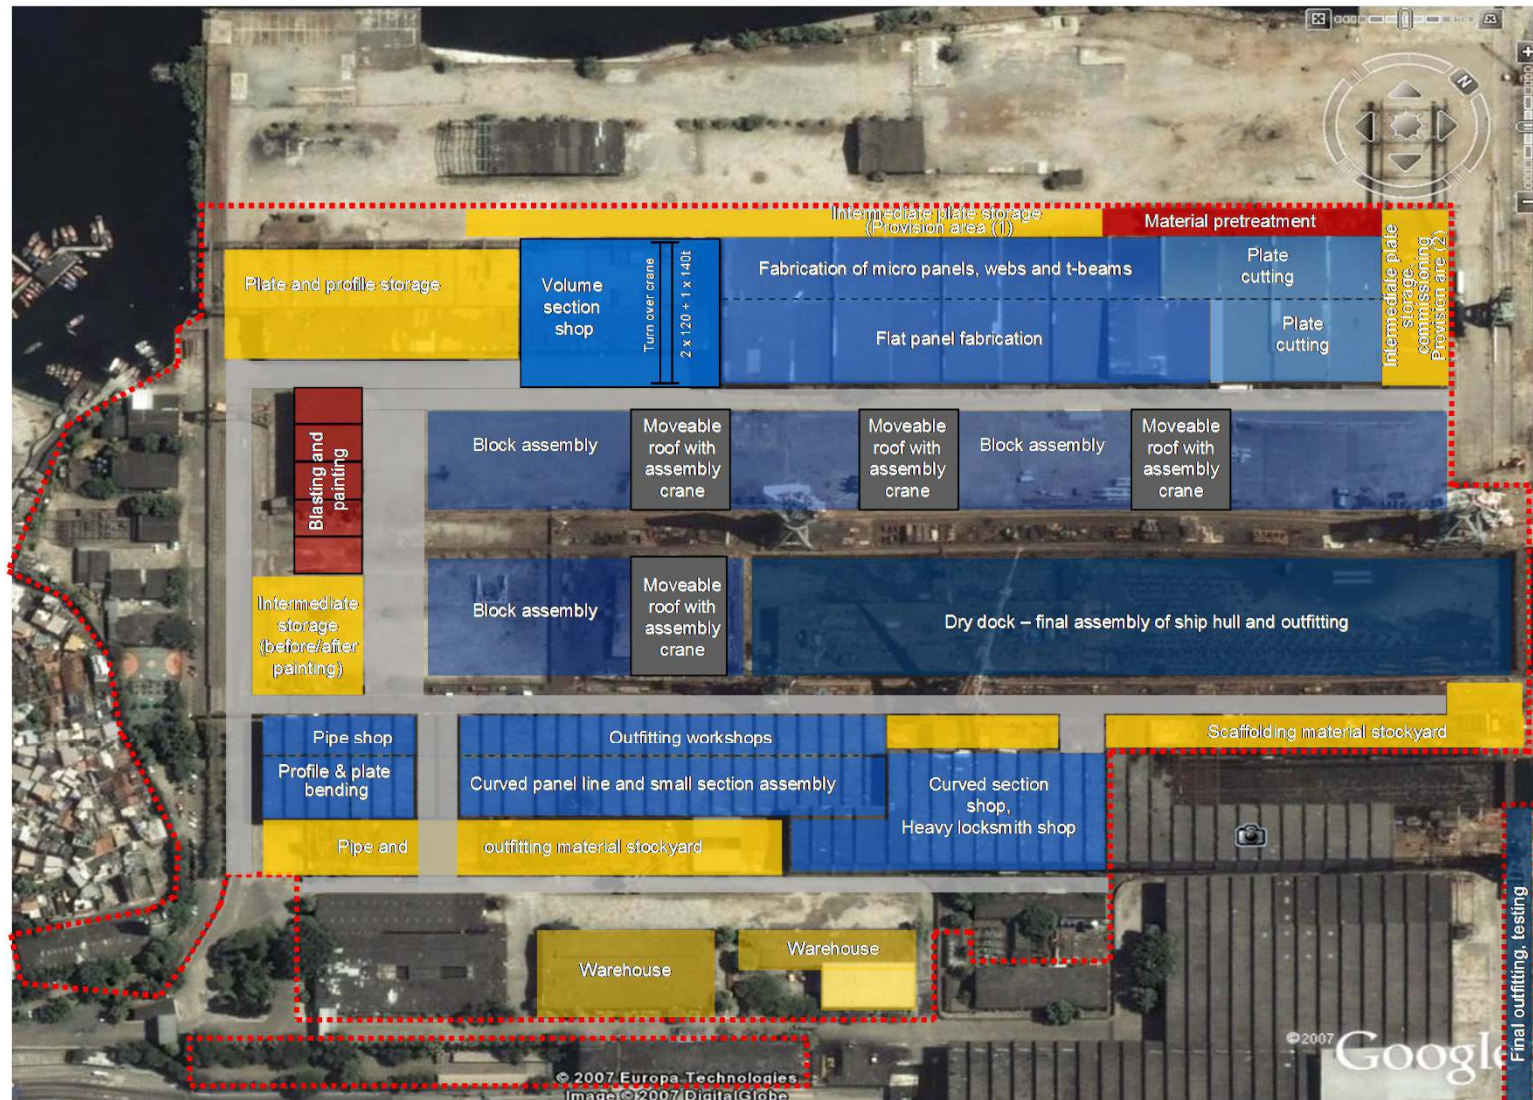 N
Intermediate plate storage
(Provision area (1)
Material pretreatment
Intermediate plate
storage,
commissioning
Provision are (2)
Plate and profile storage
Volume
section
shop
Turn over crane
2 x 120 + 1 x 140t
Fabrication of micro panels, webs and t-beams
Plate
cutting
Flat panel fabrication
Plate
cutting
Blasting and
painting
Block assembly
Moveable
roof with
assembly
crane
Moveable
roof with
assembly
crane
Block assembly
Moveable
roof with
assembly
crane
Intermediate
storage
(before/after
painting)
Block assembly
Moveable
roof with
assembly
crane
Dry dock – final assembly of ship hull and outfitting
Pipe shop
Outfitting workshops
Scaffolding material stockyard
Profile & plate
bending
Curved panel line and small section assembly
Curved section
shop,
Heavy locksmith shop
Pipe and
outfitting material stockyard
Warehouse
Warehouse
Final outfitting, testing
©2007 Google
© 2007 Europa Technologies
Image © 2007 DigitalGlobe